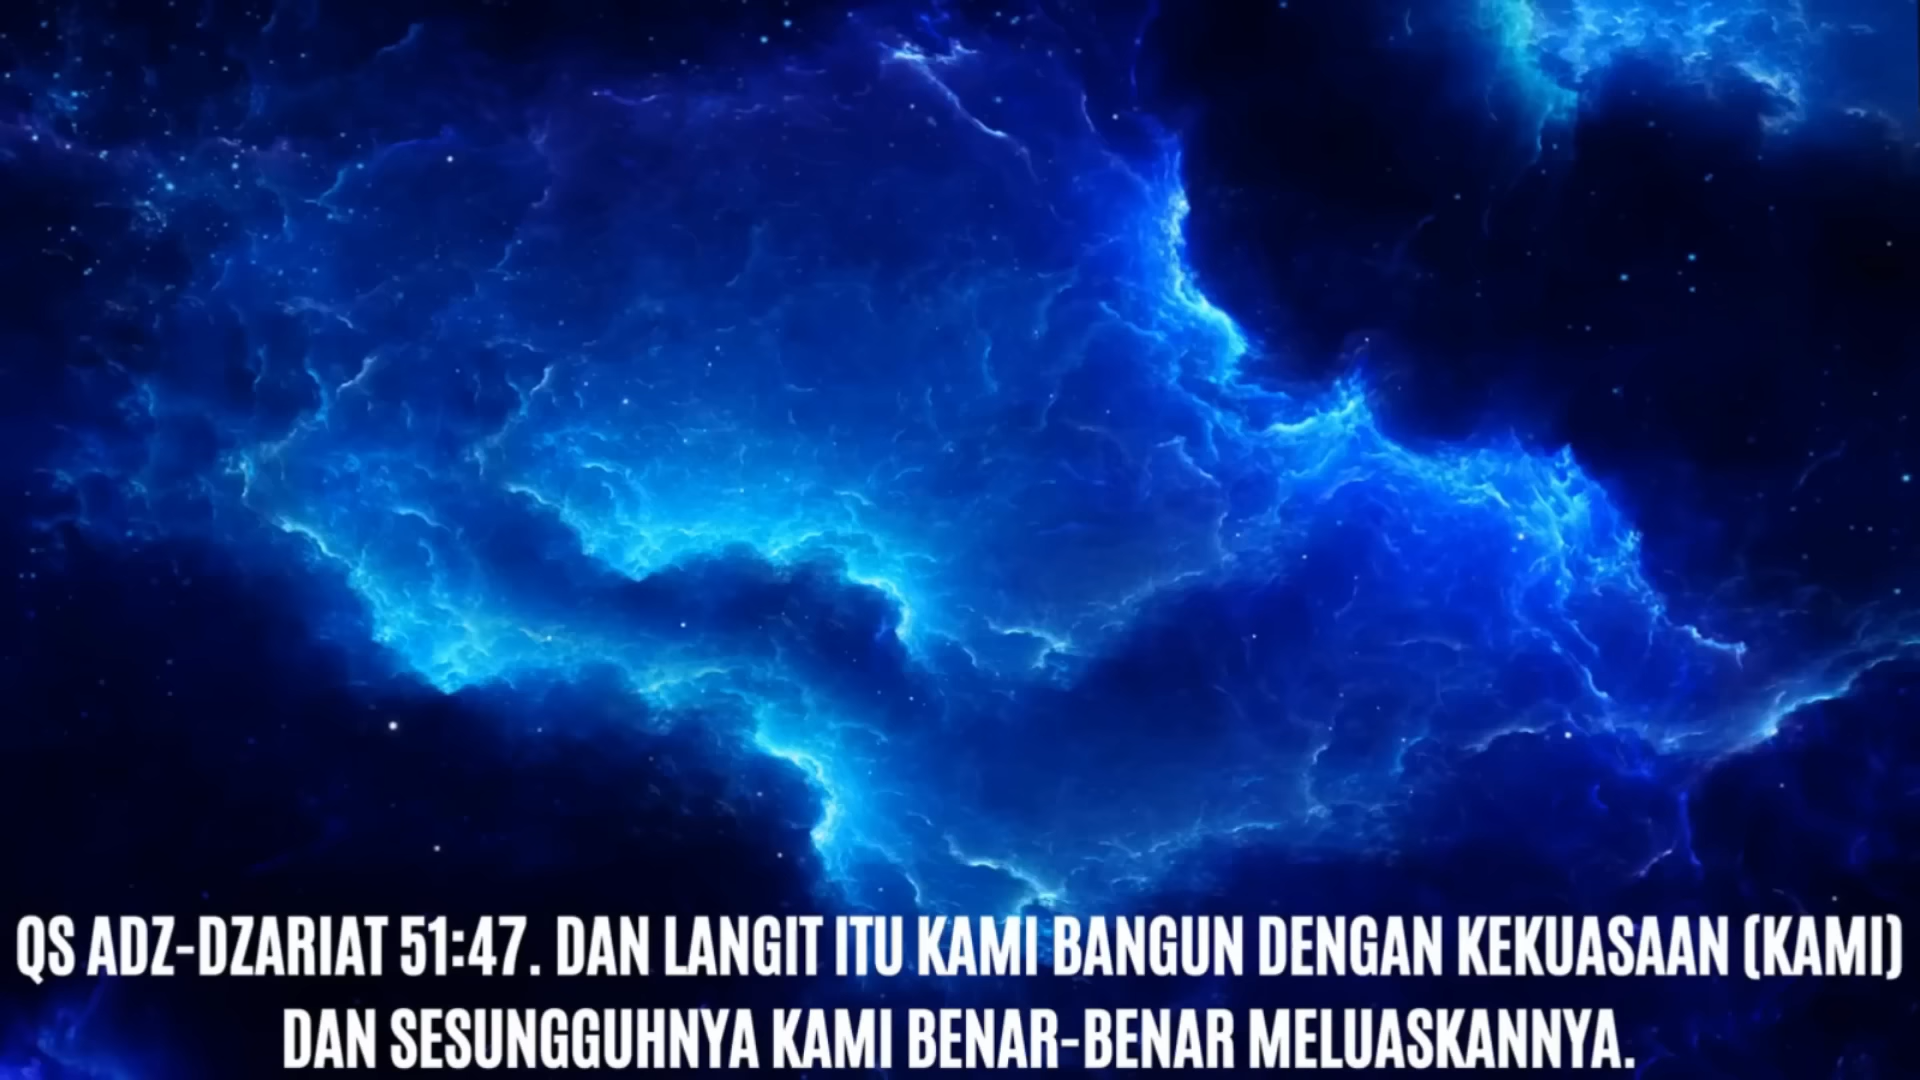 QS ADZ-DZARIAT 51:47. DAN LANGIT ITU KAMI BANGUN DENGAN KEKUASAAN (KAMI)
DAN SESUNGGUHNYA KAMI BENAR-BENAR MELUASKANNYA.